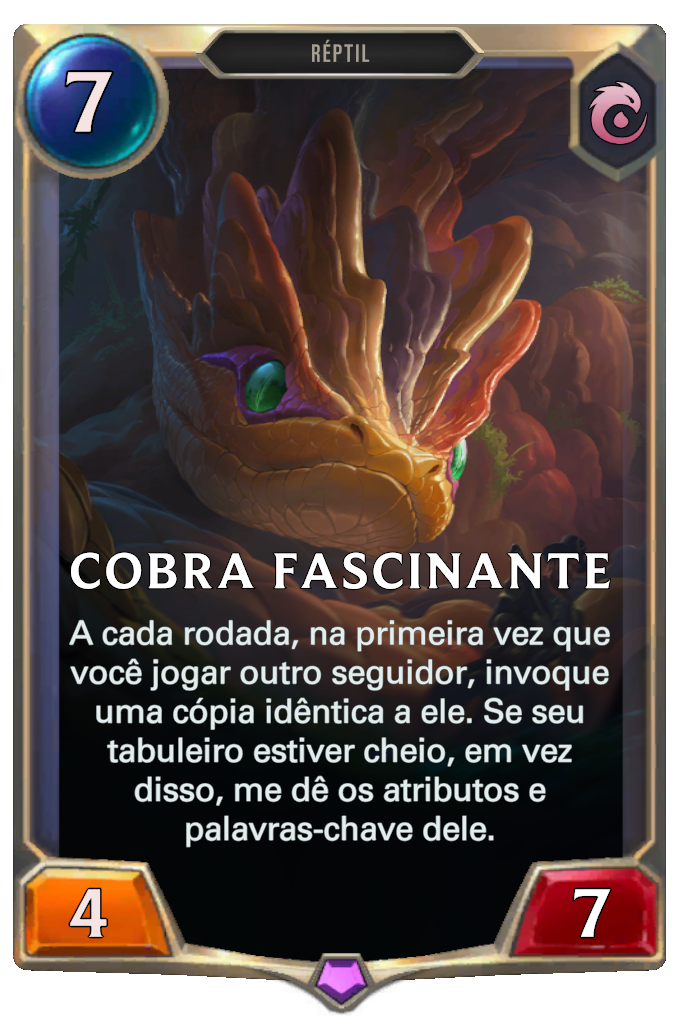 RÉPTIL
7
COBRA FASCINANTE
A cada rodada, na primeira vez que
você jogar outro seguidor, invoque
uma cópia idêntica a ele. Se seu
tabuleiro estiver cheio, em vez
disso, me dê os atributos e
palavras-chave dele.
4
7